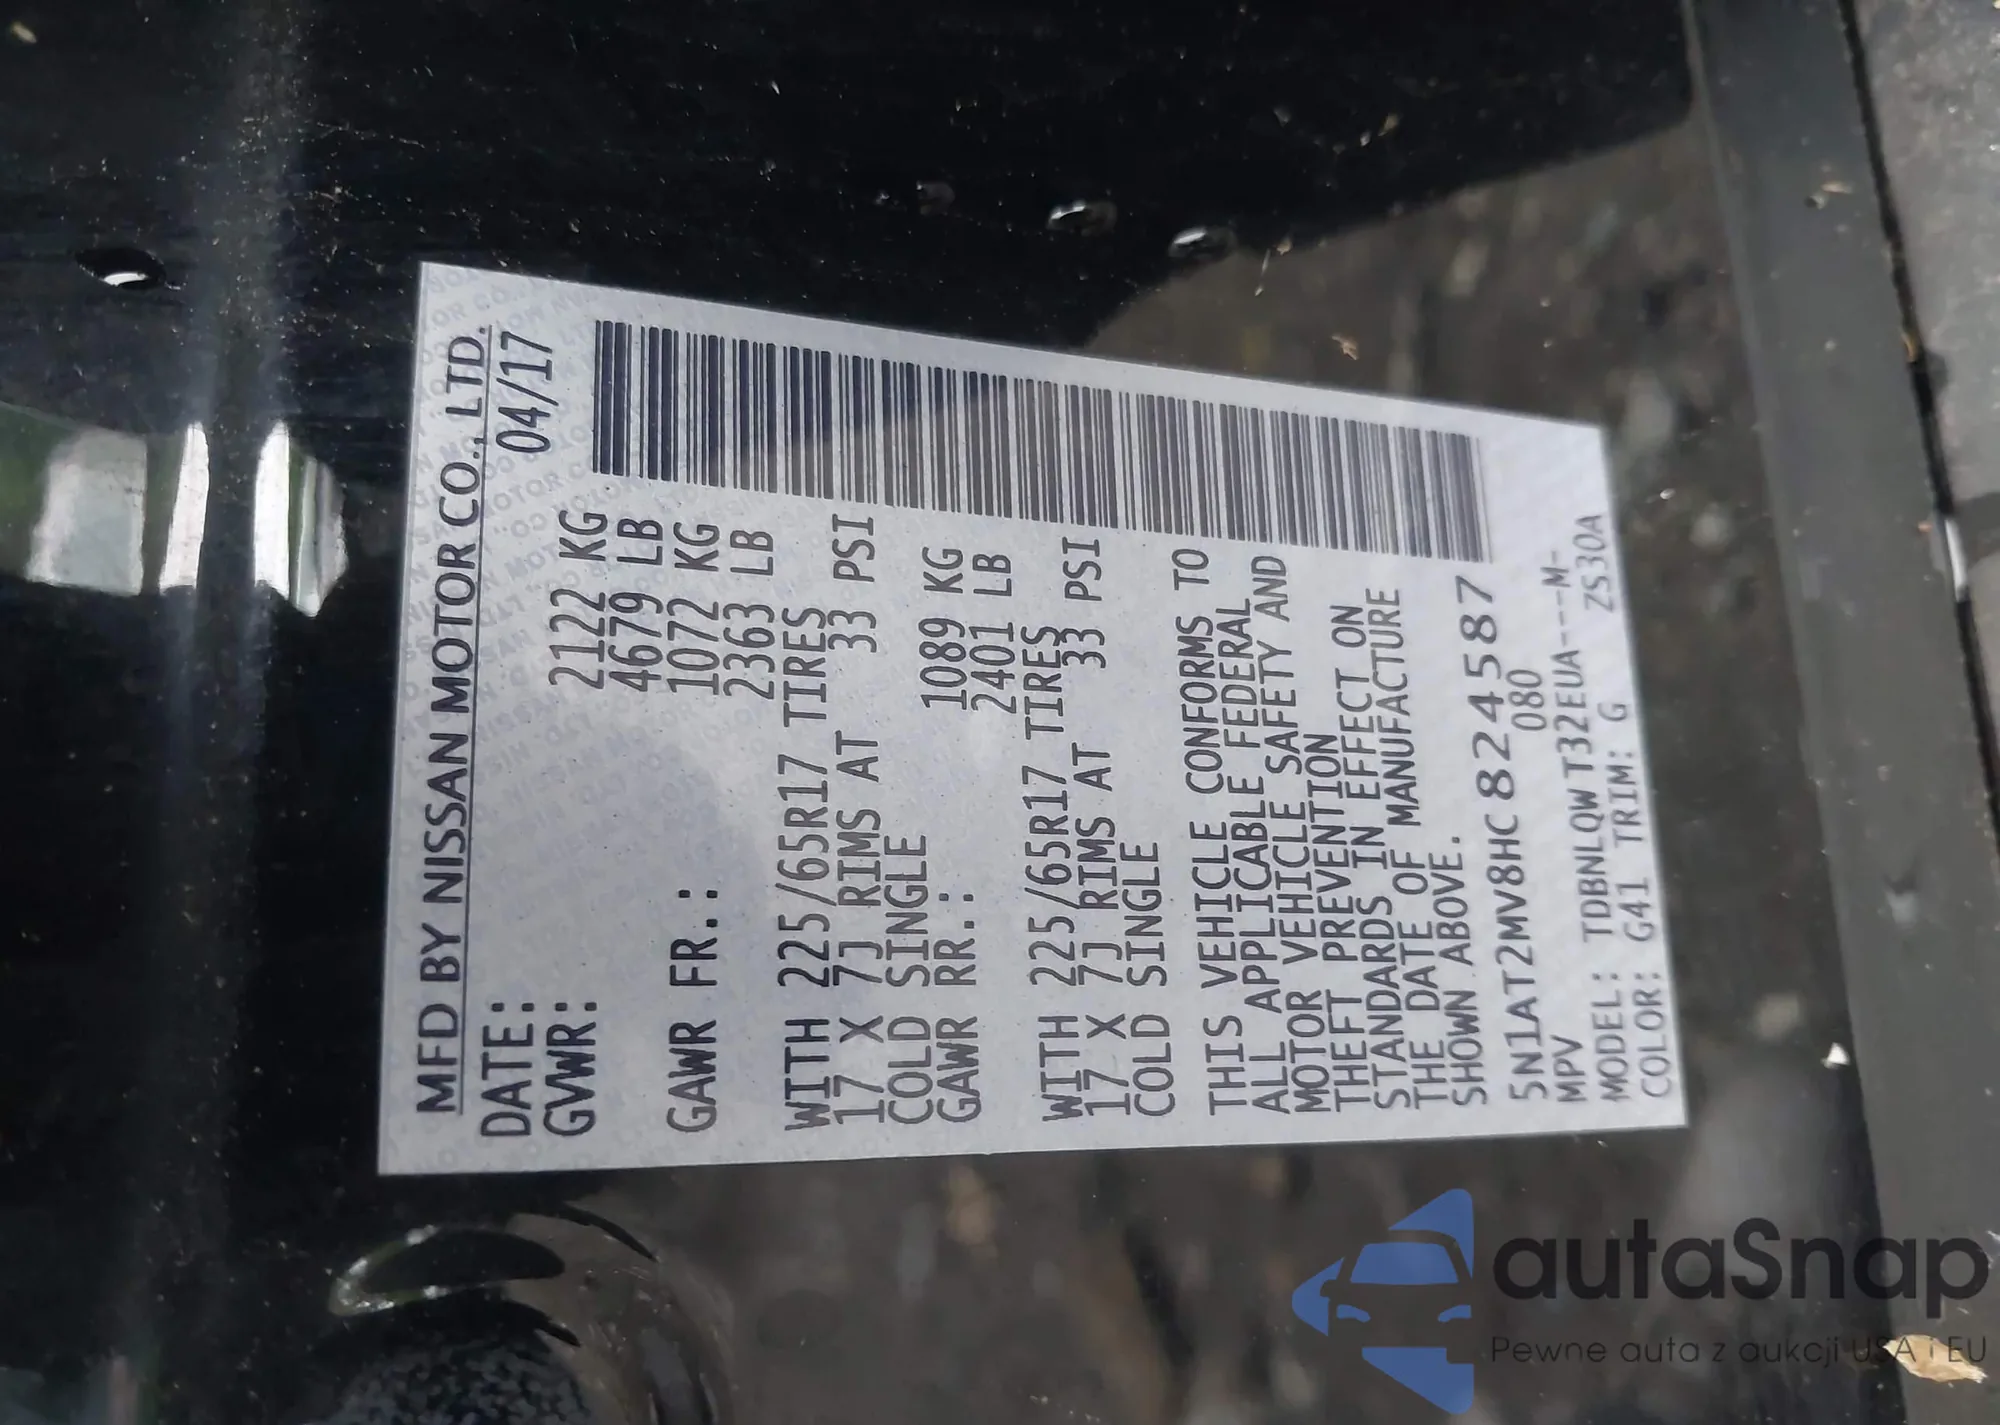 MFD BY NISSAN MOTOR CO., LTD.
DATE: 04/17
GVWR: 2122 KG
4679 LB
GAWR FR.: 1072 KG
2363 LB
WITH 225/65R17 TIRES
17 X 7J RIMS AT 33 PSI
COLD SINGLE
GAWR RR.: 1089 KG
2401 LB
WITH 225/65R17 TIRES
17 X 7J RIMS AT 33 PSI
COLD SINGLE
THIS VEHICLE CONFORMS TO
ALL APPLICABLE FEDERAL
MOTOR VEHICLE SAFETY AND
THEFT PREVENTION
STANDARDS IN EFFECT ON
THE DATE OF MANUFACTURE
SHOWN ABOVE.
5N1AT2MV8HC824587
MPV 080
MODEL: TDBNLQWT32EUA---M-
COLOR: G41 TRIM: G ZS30A
autaSnap
Pewne auta z aukcji USA i EU